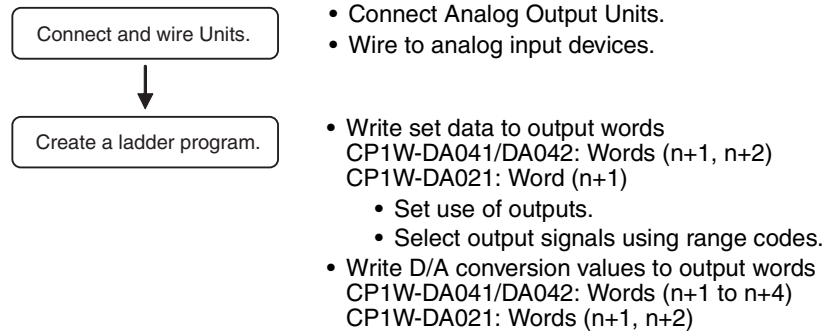 Connect and wire Units.
• Connect Analog Output Units.
• Wire to analog input devices.
Create a ladder program.
• Write set data to output words
CP1W-DA041/DA042: Words (n+1, n+2)
CP1W-DA021: Word (n+1)
• Set use of outputs.
• Select output signals using range codes.
• Write D/A conversion values to output words
CP1W-DA041/DA042: Words (n+1 to n+4)
CP1W-DA021: Words (n+1, n+2)